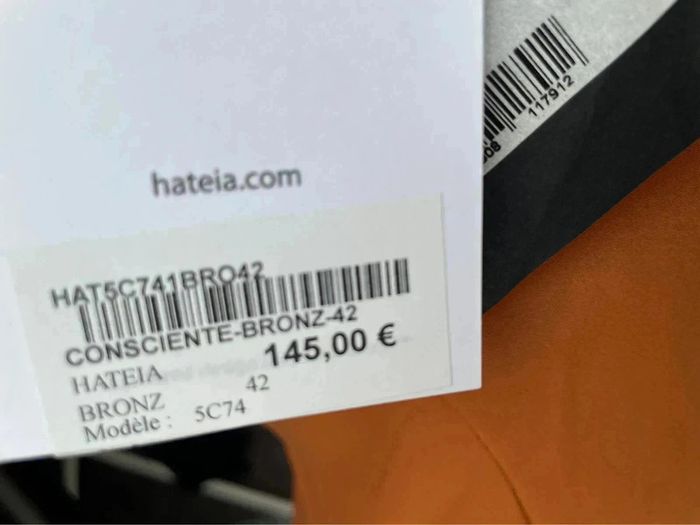 hateia.com
HAT5C741BRO42
CONSCIENTE-BRONZ-42
145,00 €
HATEIA
BRONZ 42
Modèle : 5C74
117912